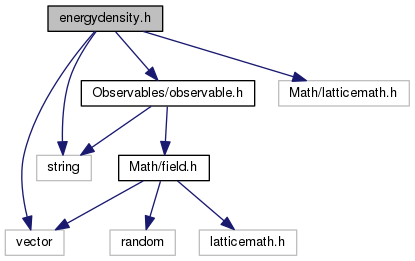 energydensity.h
Observables/observable.h
Math/latticemath.h
string
Math/field.h
vector
random
latticemath.h